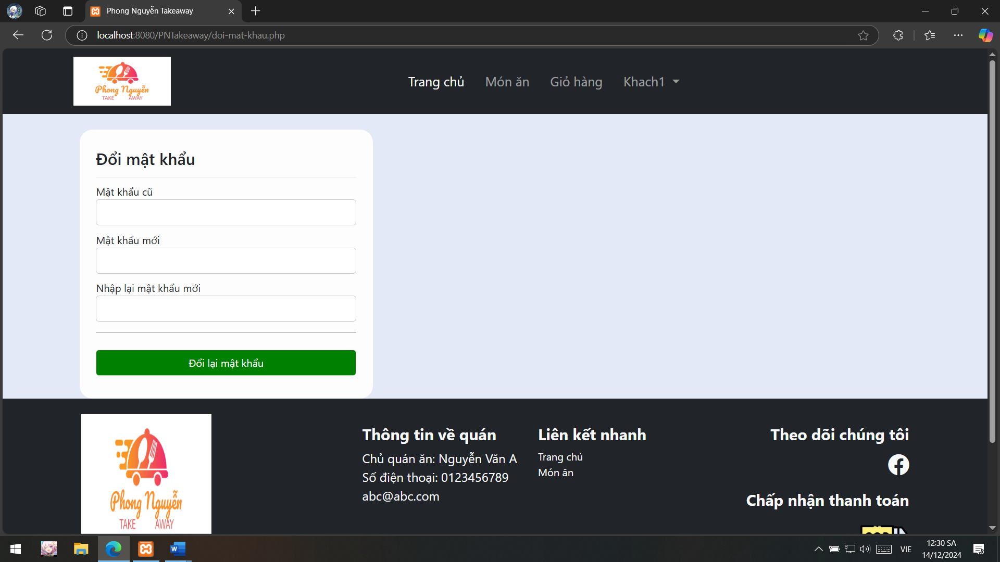 Phong Nguyễn Takeaway
localhost:8080/PNTakeaway/doi-mat-khau.php
Phong Nguyễn
TAKE AWAY
Trang chủ
Món ăn
Giỏ hàng
Khach1
Đổi mật khẩu
Mật khẩu cũ
Mật khẩu mới
Nhập lại mật khẩu mới
Đổi lại mật khẩu
Phong Nguyễn
TAKE AWAY
Thông tin về quán
Chủ quán ăn: Nguyễn Văn A
Số điện thoại: 0123456789
abc@abc.com
Liên kết nhanh
Trang chủ
Món ăn
Theo dõi chúng tôi
Chấp nhận thanh toán
VIE
12:30 SA
14/12/2024